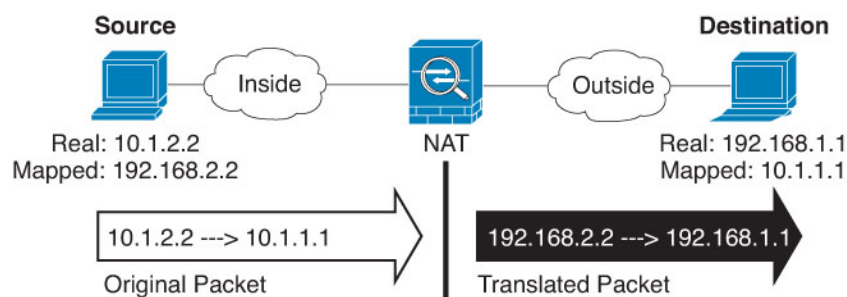 Source
Destination
Inside
Outside
Real: 10.1.2.2
Mapped: 192.168.2.2
NAT
Real: 192.168.1.1
Mapped: 10.1.1.1
10.1.2.2 ---> 10.1.1.1
192.168.2.2 ---> 192.168.1.1
Original Packet
Translated Packet